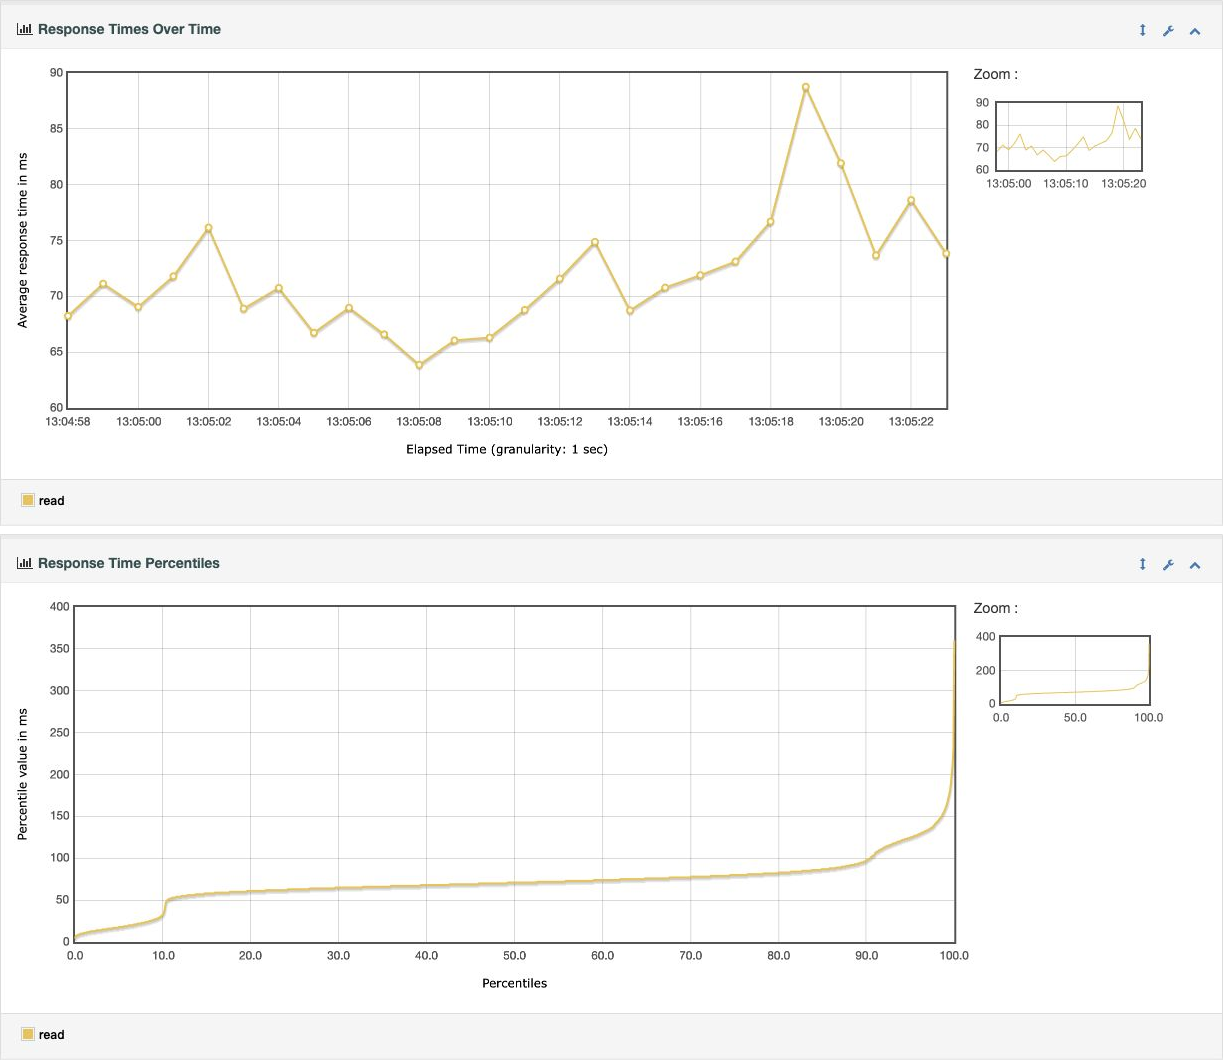 Response Times Over Time
Zoom :
90
85
80
75
70
65
60
Average response time in ms
13:04:58 13:05:00 13:05:02 13:05:04 13:05:06 13:05:08 13:05:10 13:05:12 13:05:14 13:05:16 13:05:18 13:05:20 13:05:22
Elapsed Time (granularity: 1 sec)
90
80
70
60
13:05:00 13:05:10 13:05:20
read
Response Time Percentiles
Zoom :
400
350
300
250
200
150
100
50
0
Percentile value in ms
0.0 10.0 20.0 30.0 40.0 50.0 60.0 70.0 80.0 90.0 100.0
Percentiles
400
200
0
0.0 50.0 100.0
read